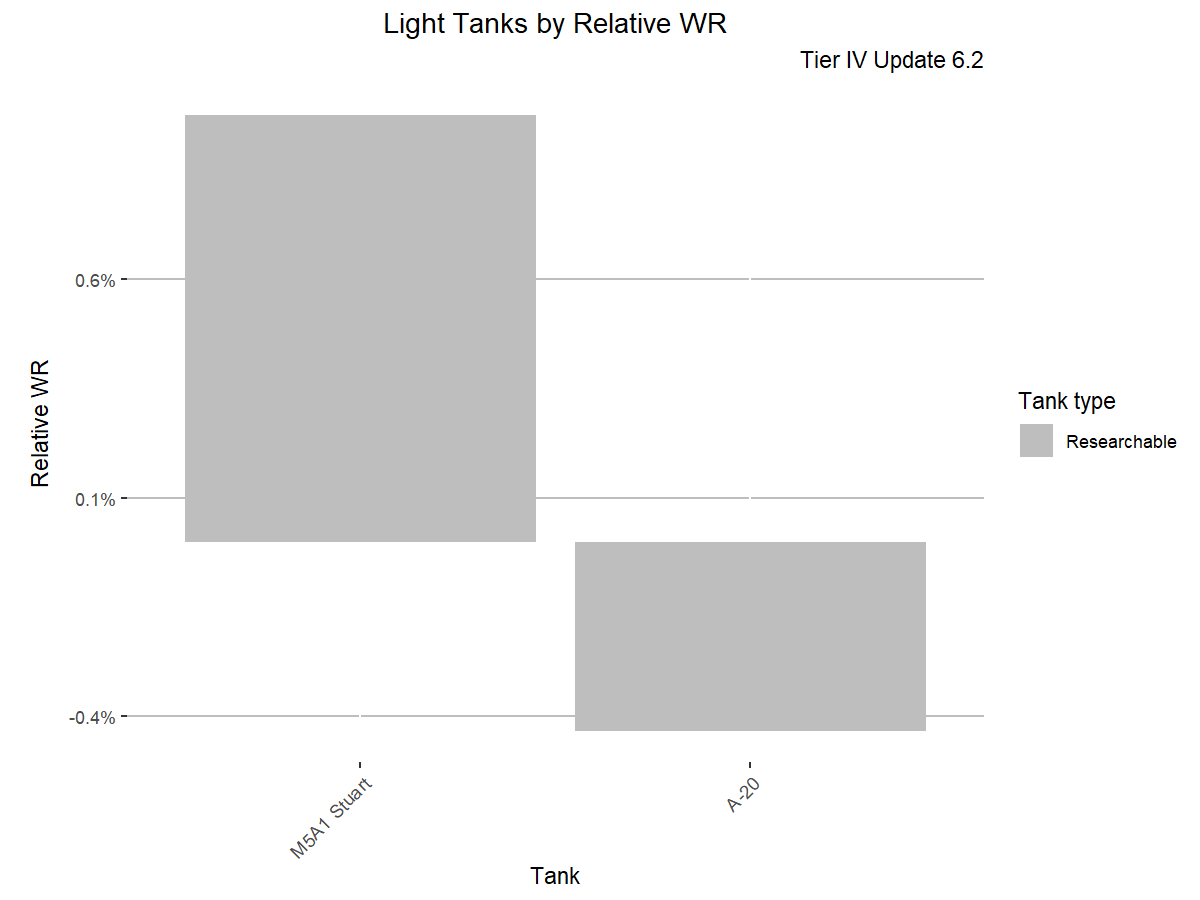 Light Tanks by Relative WR
Tier IV Update 6.2
0.6%
0.1%
-0.4%
Relative WR
M5A1 Stuart
A-20
Tank
Tank type
Researchable